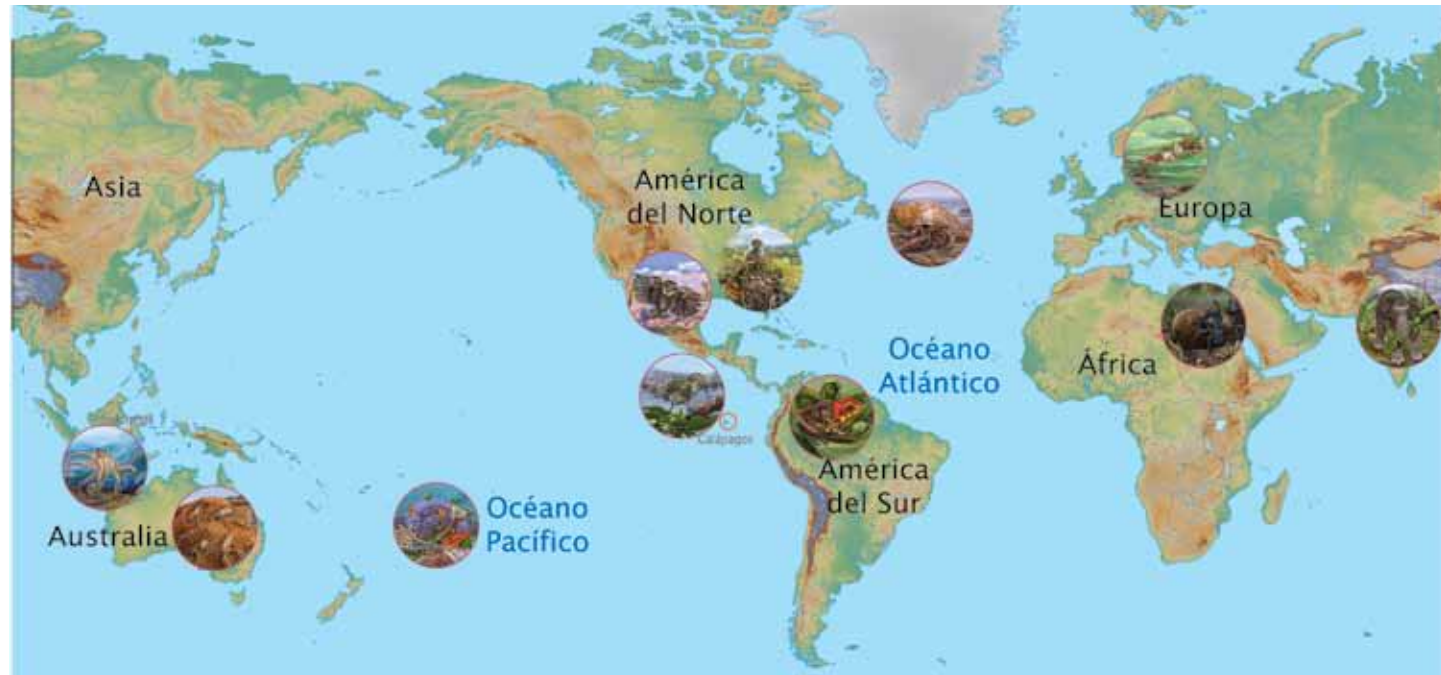 Asia
América
del Norte
Europa
Océano
Atlántico
África
Galápagos
América
del Sur
Océano
Pacífico
Australia